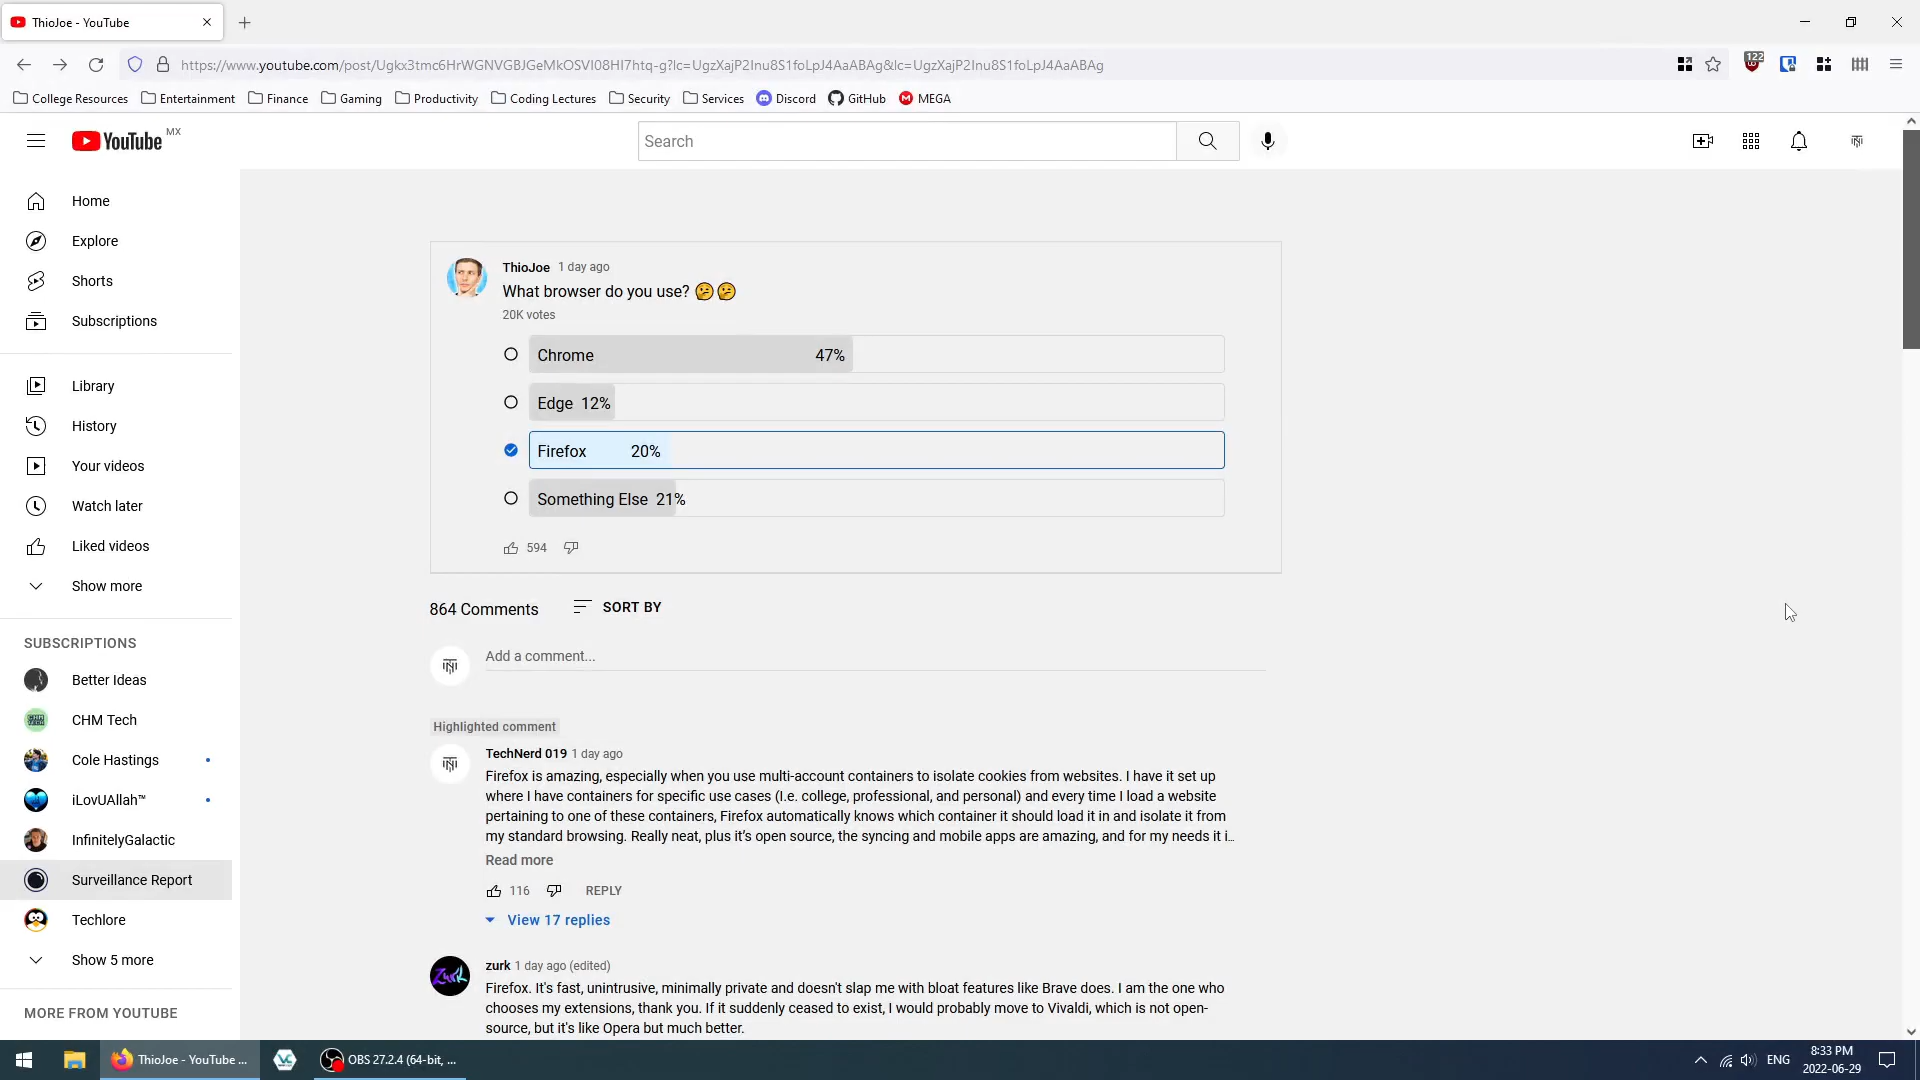 ThioJoe - YouTube
https://www.youtube.com/post/Ugkx3tmc6HrWGNVGBJGeMkOSVI08HI7htq-g?lc=UgzXajP2Inu8S1foLpJ4AaABAg&lc=UgzXajP2Inu8S1foLpJ4AaABAg
122
College Resources Entertainment Finance Gaming Productivity Coding Lectures Security Services Discord GitHub MEGA
YouTube MX
Search
Home
Explore
Shorts
Subscriptions
Library
History
Your videos
Watch later
Liked videos
Show more
SUBSCRIPTIONS
Better Ideas
CHM Tech
Cole Hastings
iLovUAllah™
InfinitelyGalactic
Surveillance Report
Techlore
Show 5 more
MORE FROM YOUTUBE
ThioJoe 1 day ago
What browser do you use? 🤔🤔
20K votes
Chrome 47%
Edge 12%
Firefox 20%
Something Else 21%
594
864 Comments SORT BY
Add a comment...
Highlighted comment
TechNerd 019 1 day ago
Firefox is amazing, especially when you use multi-account containers to isolate cookies from websites. I have it set up
where I have containers for specific use cases (I.e. college, professional, and personal) and every time I load a website
pertaining to one of these containers, Firefox automatically knows which container it should load it in and isolate it from
my standard browsing. Really neat, plus it's open source, the syncing and mobile apps are amazing, and for my needs it i...
Read more
116 REPLY
View 17 replies
zurk 1 day ago (edited)
Firefox. It's fast, unintrusive, minimally private and doesn't slap me with bloat features like Brave does. I am the one who
chooses my extensions, thank you. If it suddenly ceased to exist, I would probably move to Vivaldi, which is not open-
source, but it's like Opera but much better.
ThioJoe - YouTube ...
OBS 27.2.4 (64-bit, ...
ENG
8:33 PM
2022-06-29